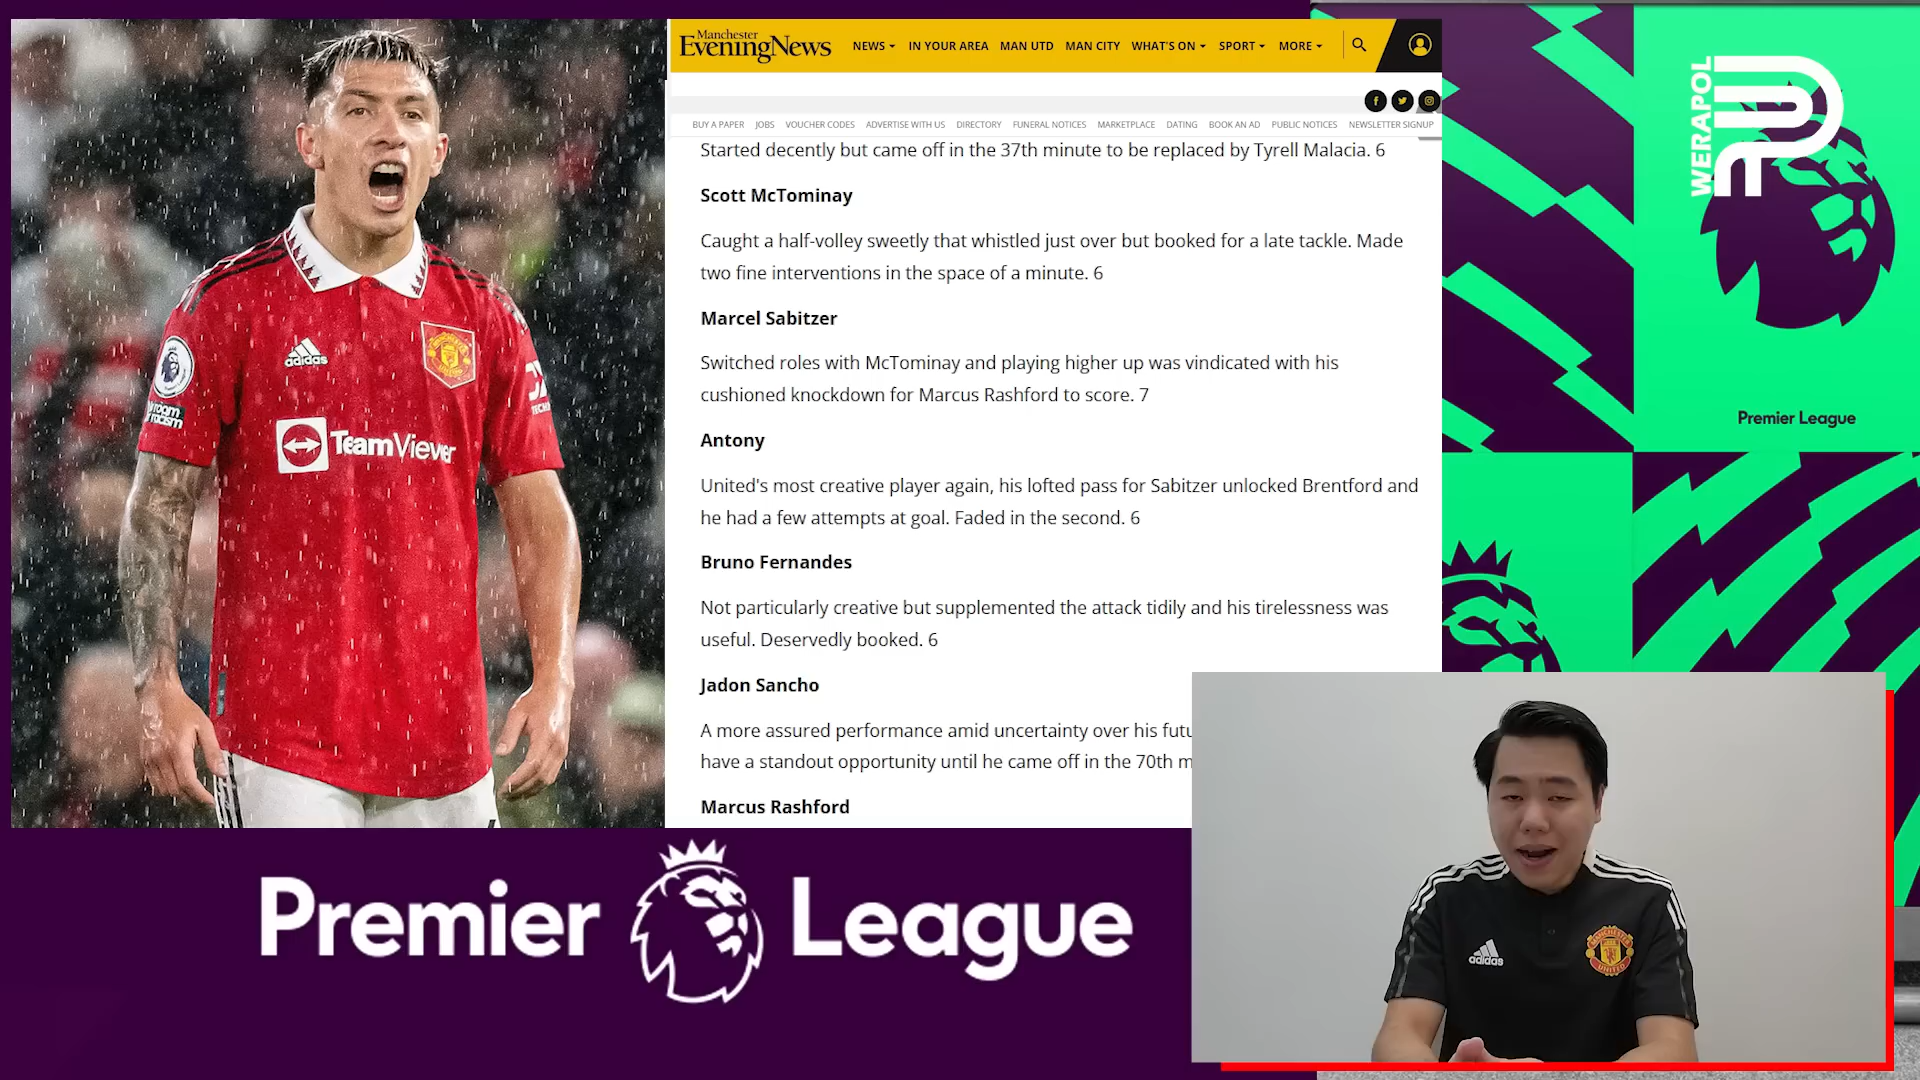 Manchester
EveningNews
NEWS
IN YOUR AREA
MAN UTD
MAN CITY
WHAT'S ON
SPORT
MORE
BUY A PAPER
JOBS
VOUCHER CODES
ADVERTISE WITH US
DIRECTORY
FUNERAL NOTICES
MARKETPLACE
DATING
BOOK AN AD
PUBLIC NOTICES
NEWSLETTER SIGNUP
Started decently but came off in the 37th minute to be replaced by Tyrell Malacia. 6
Scott McTominay
Caught a half-volley sweetly that whistled just over but booked for a late tackle. Made
two fine interventions in the space of a minute. 6
Marcel Sabitzer
Switched roles with McTominay and playing higher up was vindicated with his
cushioned knockdown for Marcus Rashford to score. 7
Antony
United's most creative player again, his lofted pass for Sabitzer unlocked Brentford and
he had a few attempts at goal. Faded in the second. 6
Bruno Fernandes
Not particularly creative but supplemented the attack tidily and his tirelessness was
useful. Deservedly booked. 6
Jadon Sancho
A more assured performance amid uncertainty over his futu
have a standout opportunity until he came off in the 70th m
Marcus Rashford
adidas
TeamViewer
WERAPOL
Premier League
Premier League
adidas
MANCHESTER
UNITED